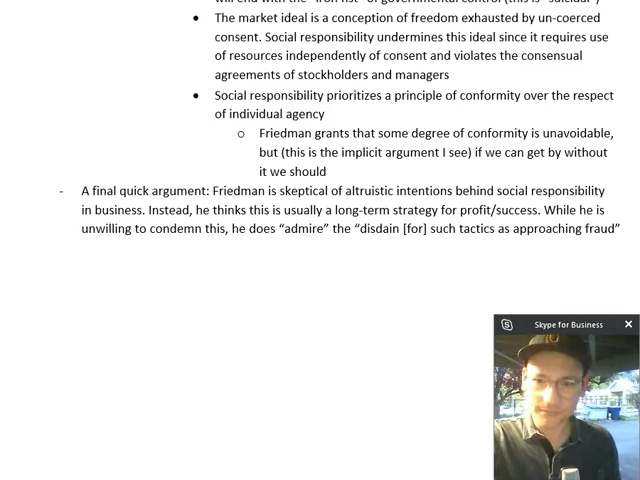 will end with the "iron fist" of governmental control (this is "suicidal")
• The market ideal is a conception of freedom exhausted by un-coerced
consent. Social responsibility undermines this ideal since it requires use
of resources independently of consent and violates the consensual
agreements of stockholders and managers
• Social responsibility prioritizes a principle of conformity over the respect
of individual agency
o Friedman grants that some degree of conformity is unavoidable,
but (this is the implicit argument I see) if we can get by without
it we should
- A final quick argument: Friedman is skeptical of altruistic intentions behind social responsibility
in business. Instead, he thinks this is usually a long-term strategy for profit/success. While he is
unwilling to condemn this, he does “admire” the “disdain [for] such tactics as approaching fraud”
Skype for Business